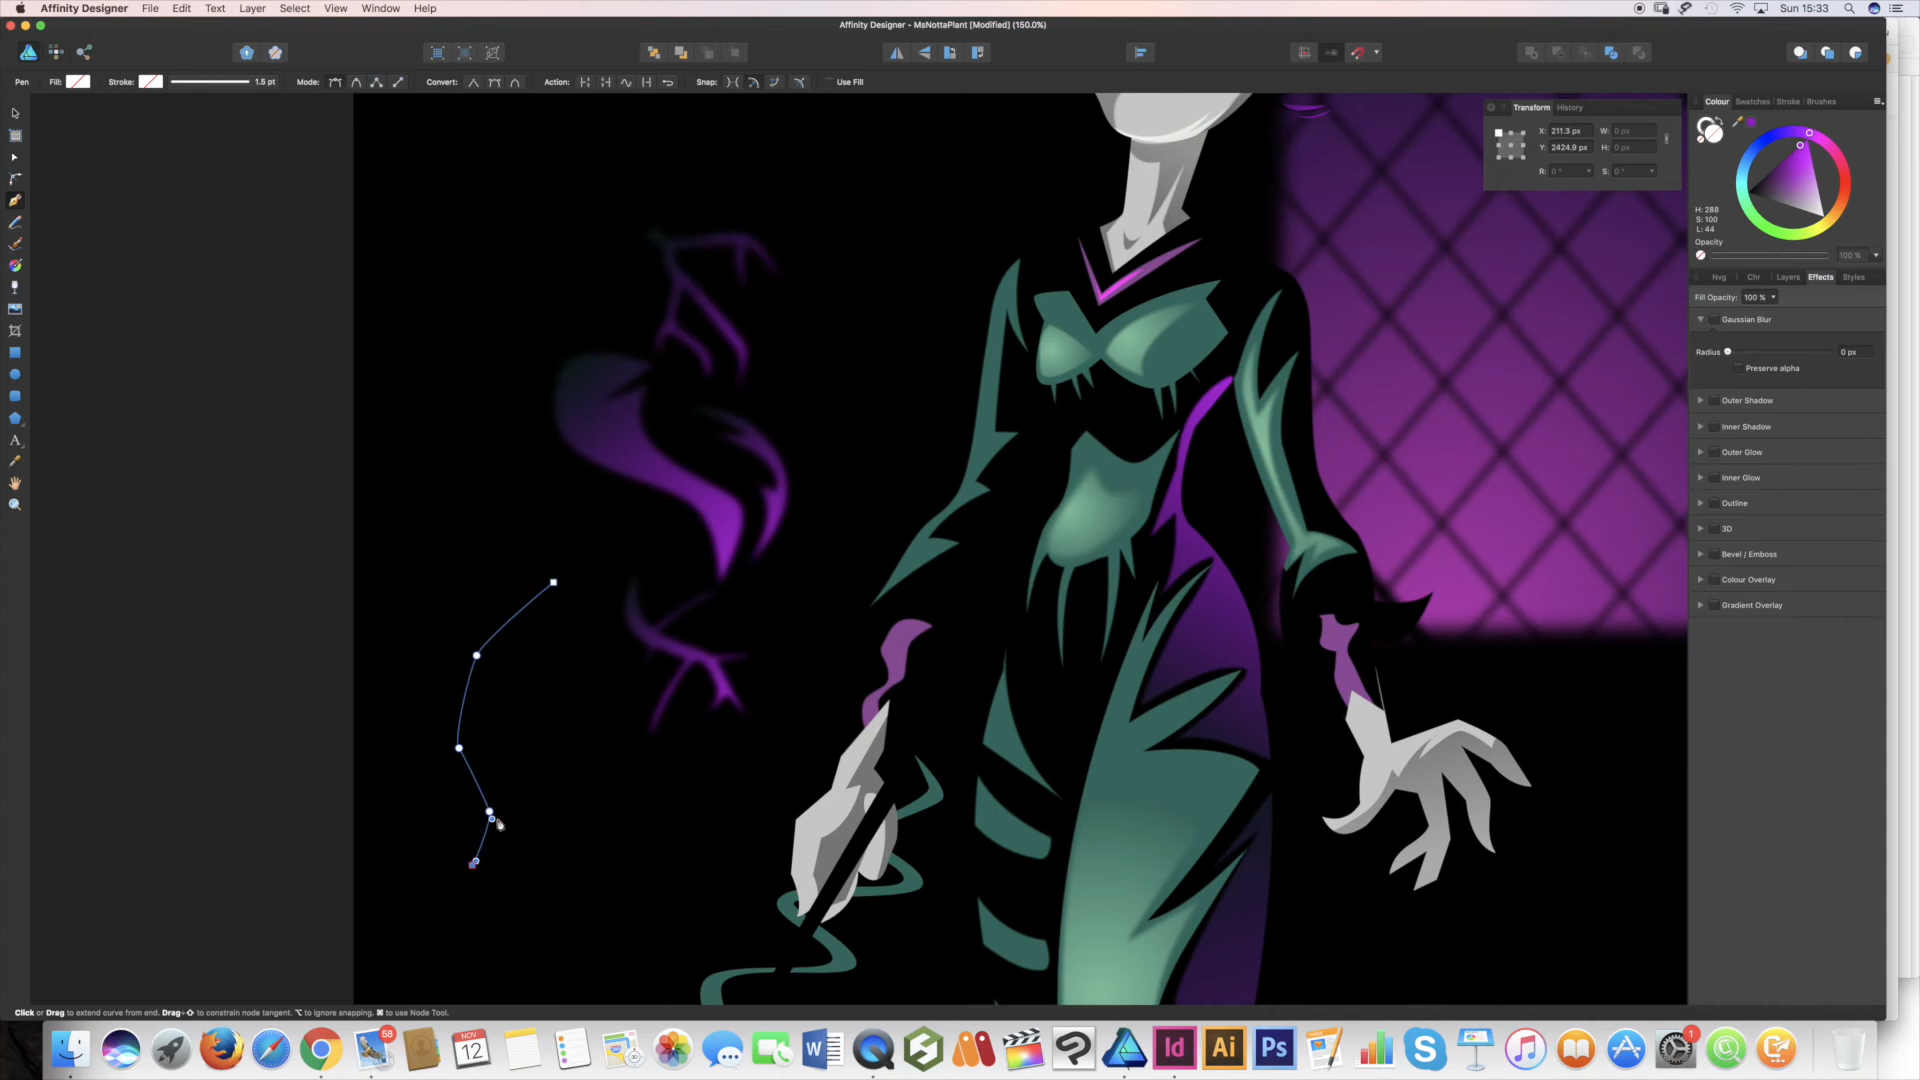 Affinity Designer File Edit Text Layer Select View Window Help
Sun 15:33
Affinity Designer - MsNottaPlant [Modified] (150.0%)
Pen Fill: Stroke: 1.5 pt Mode: Convert: Action: Snap: Use Fill
Transform History
X: 211.3 px W: 0 px
Y: 2424.9 px H: 0 px
R: 0 ° S: 0 °
Colour Swatches Stroke Brushes
H: 288
S: 100
L: 44
Opacity
100 %
Nvg Chr Layers Effects Styles
Fill Opacity: 100 %
Gaussian Blur
Radius 0 px
Preserve alpha
Outer Shadow
Inner Shadow
Outer Glow
Inner Glow
Outline
3D
Bevel / Emboss
Colour Overlay
Gradient Overlay
Click or Drag to extend curve from end. Drag+⇧ to constrain node tangent. ⌥ to ignore snapping. ⌘ to use Node Tool.
58
NOV
12
W
Id
Ai
Ps
S
1